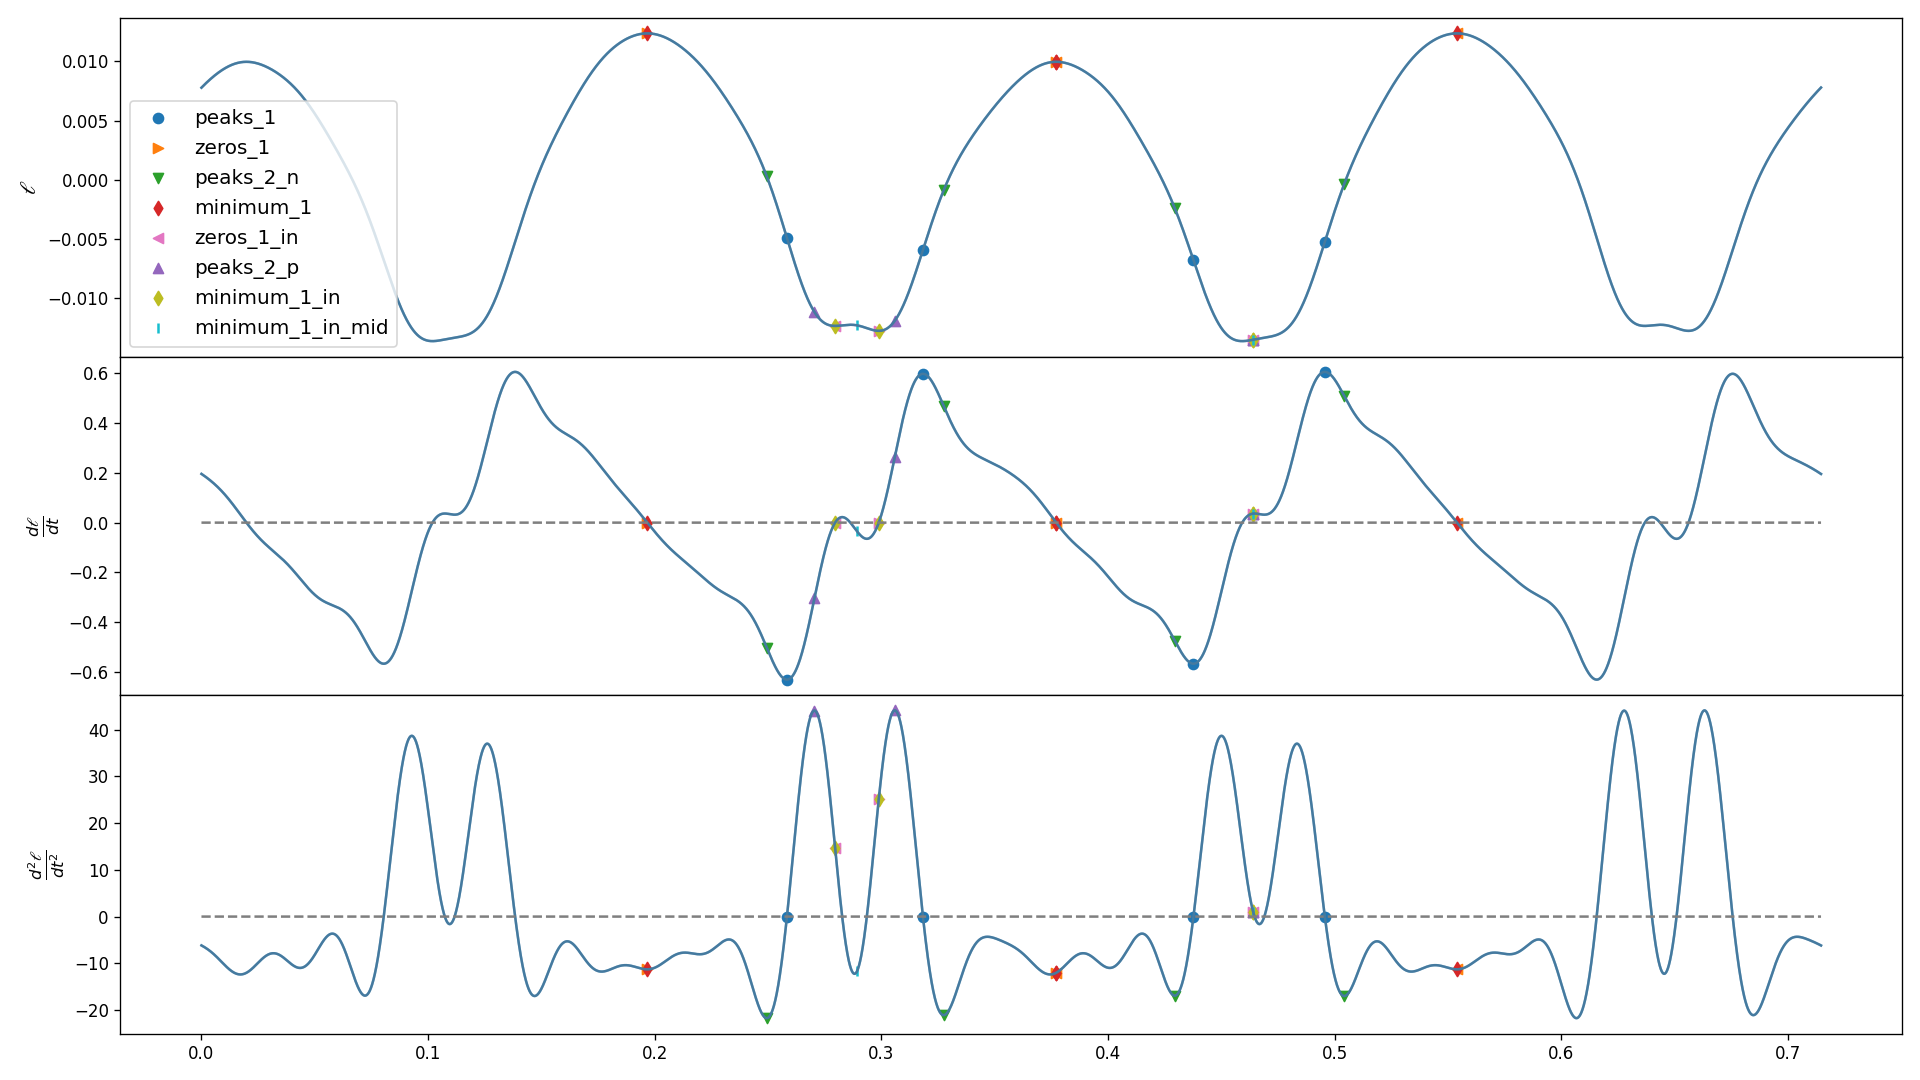 0.010
0.005
0.000
−0.005
−0.010
ℓ
peaks_1
zeros_1
peaks_2_n
minimum_1
zeros_1_in
peaks_2_p
minimum_1_in
minimum_1_in_mid
0.6
0.4
0.2
0.0
−0.2
−0.4
−0.6
dℓ
dt
40
30
20
10
0
−10
−20
d²ℓ
dt²
0.0 0.1 0.2 0.3 0.4 0.5 0.6 0.7